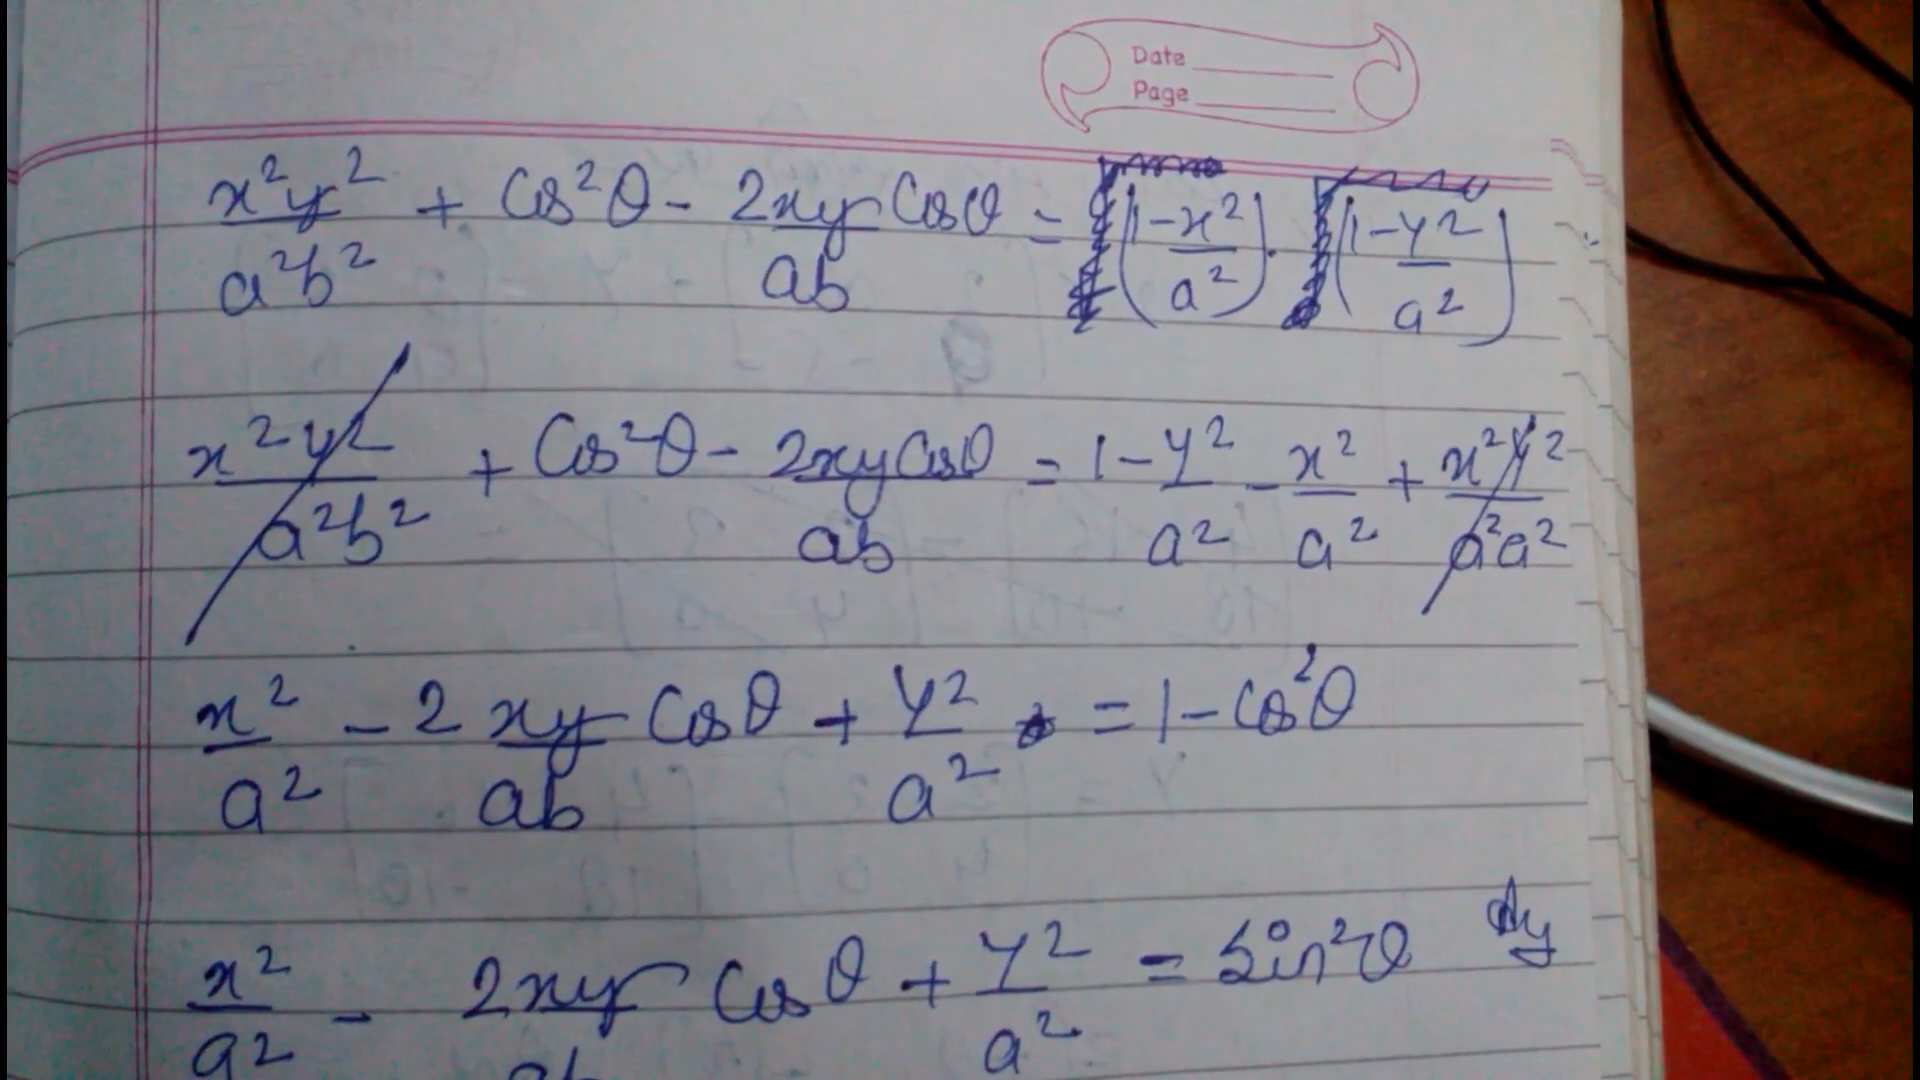 Date
Page
x²y²/a²b² + Cos²θ - 2xy/ab Cosθ = (1-x²/a²).(1-y²/a²)
x²y²/a²b² + Cos²θ - 2xyCosθ/ab = 1-y²/a² - x²/a² + x²y²/a²a²
x²/a² - 2 xy/ab Cosθ + y²/a² = 1-Cos²θ
x²/a² - 2xy/ab Cosθ + y²/a² = Sin²θ